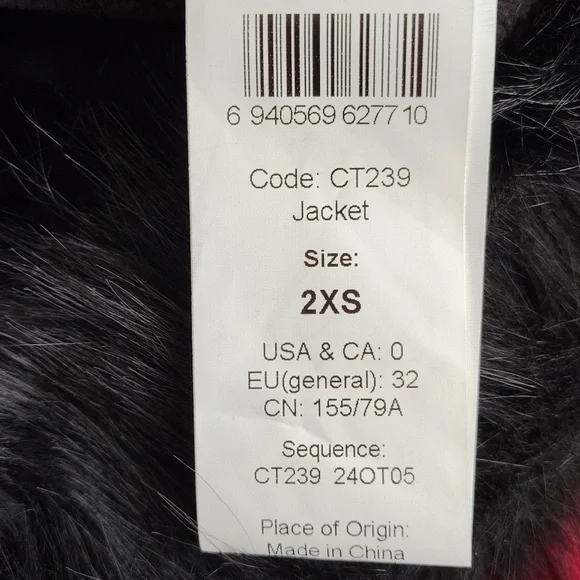 6 940569 627710
Code: CT239
Jacket
Size:
2XS
USA & CA: 0
EU(general): 32
CN: 155/79A
Sequence:
CT239 24OT05
Place of Origin:
Made in China